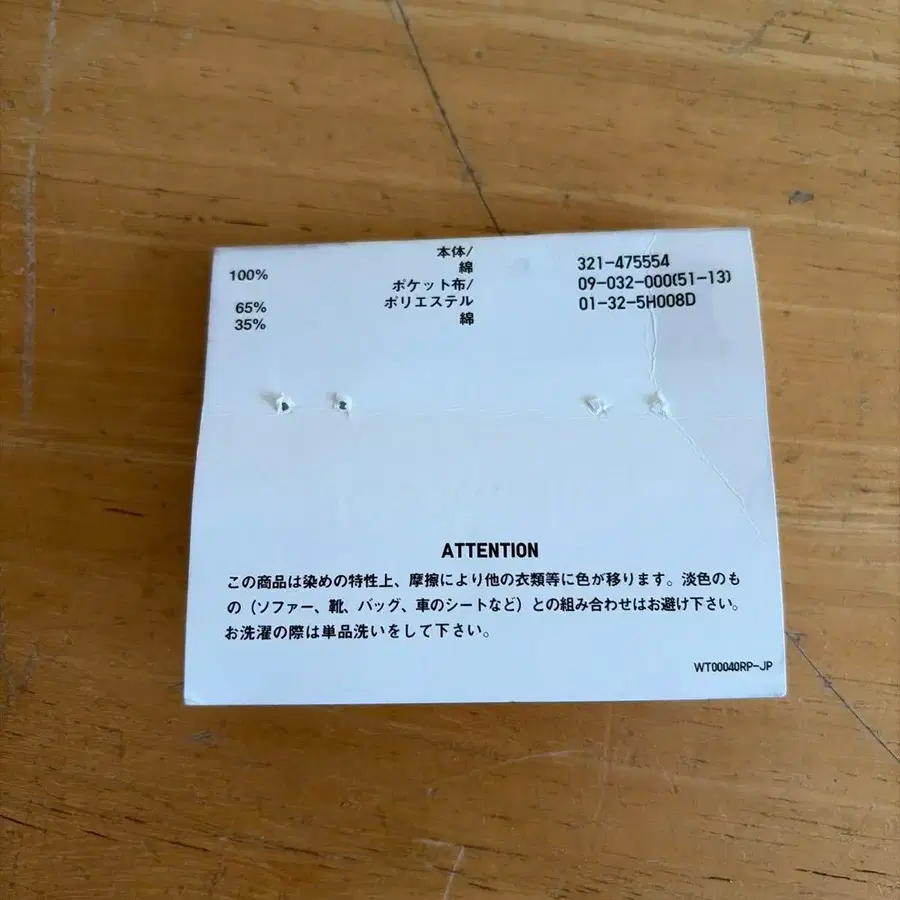 本体/
100% 綿
ポケット布/
65% ポリエステル
35% 綿
321-475554
09-032-000(51-13)
01-32-5H008D
ATTENTION
この商品は染めの特性上、摩擦により他の衣類等に色が移ります。淡色のも
の（ソファー、靴、バッグ、車のシートなど）との組み合わせはお避け下さい。
お洗濯の際は単品洗いをして下さい。
WT00040RP-JP